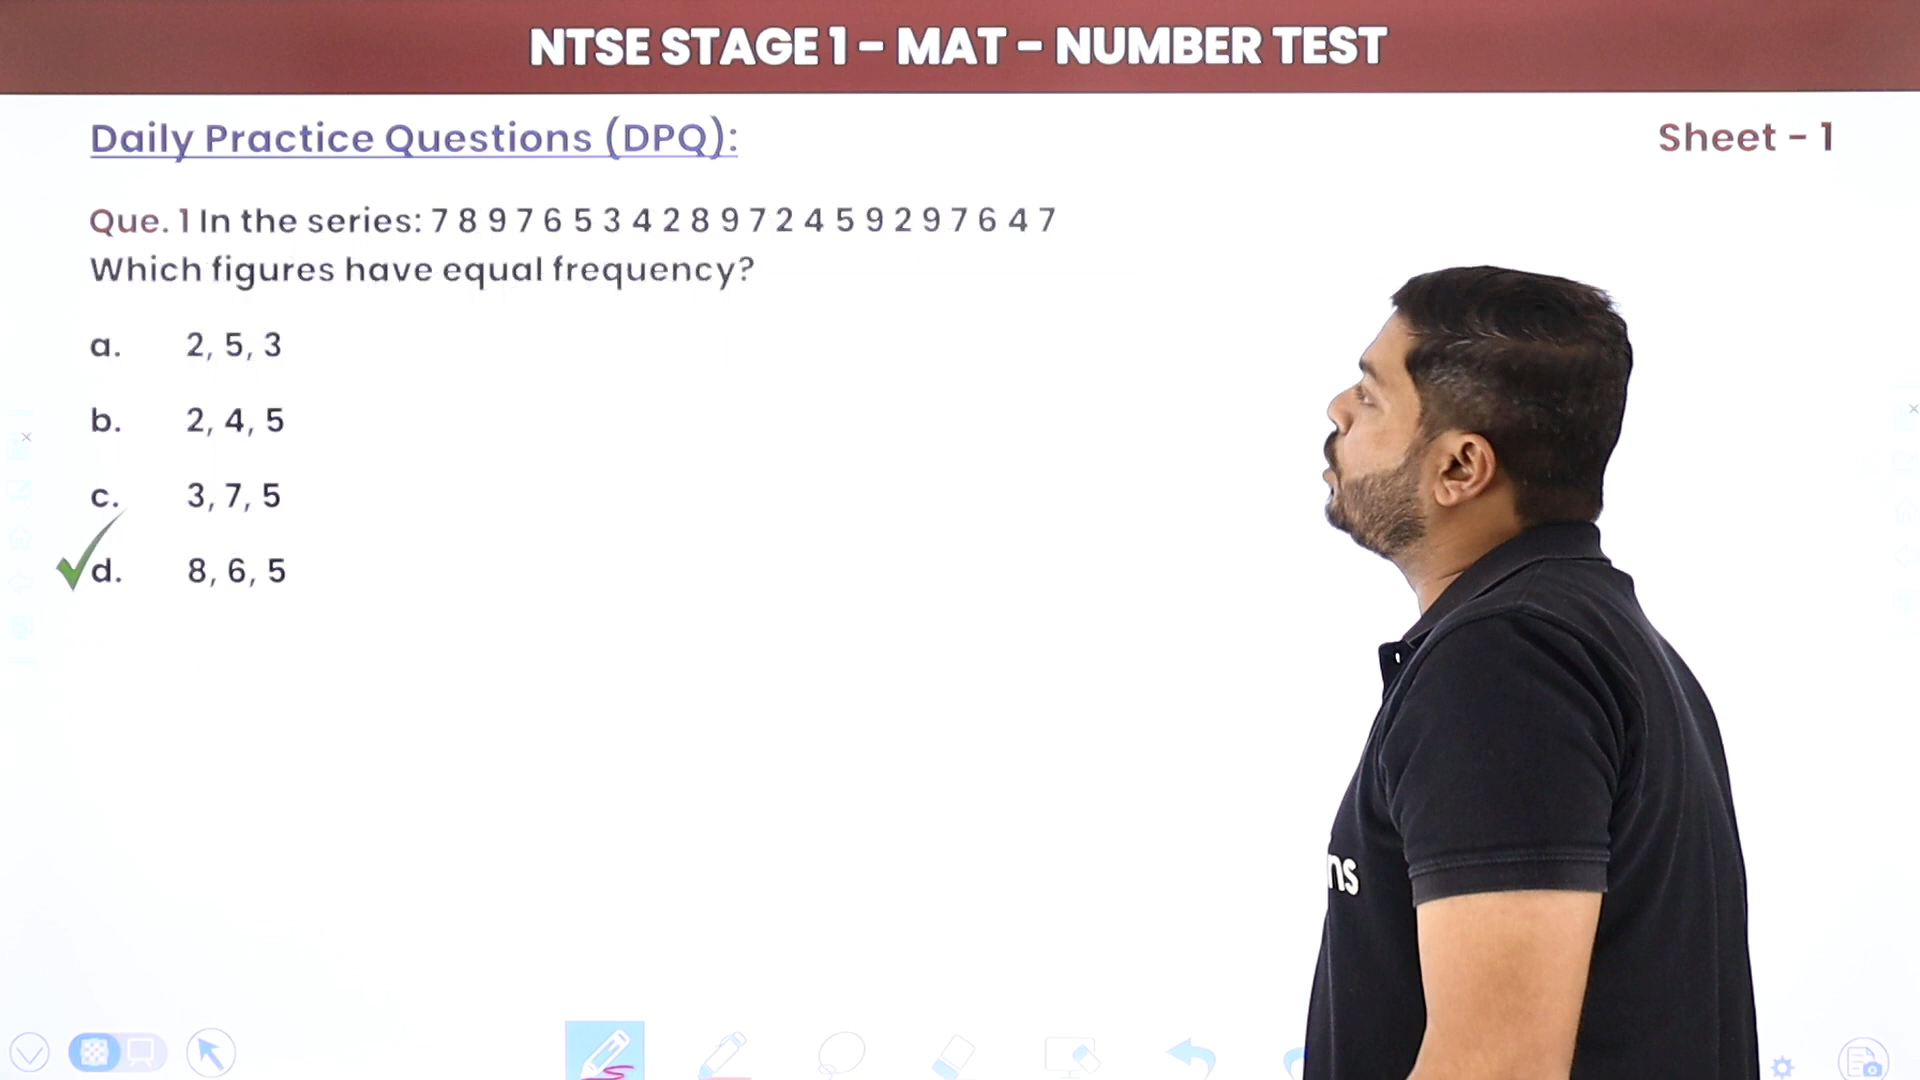 NTSE STAGE 1 – MAT – NUMBER TEST
Daily Practice Questions (DPQ):
Sheet - 1
Que. 1 In the series: 7 8 9 7 6 5 3 4 2 8 9 7 2 4 5 9 2 9 7 6 4 7
Which figures have equal frequency?
a. 2, 5, 3
b. 2, 4, 5
c. 3, 7, 5
d. 8, 6, 5
ns